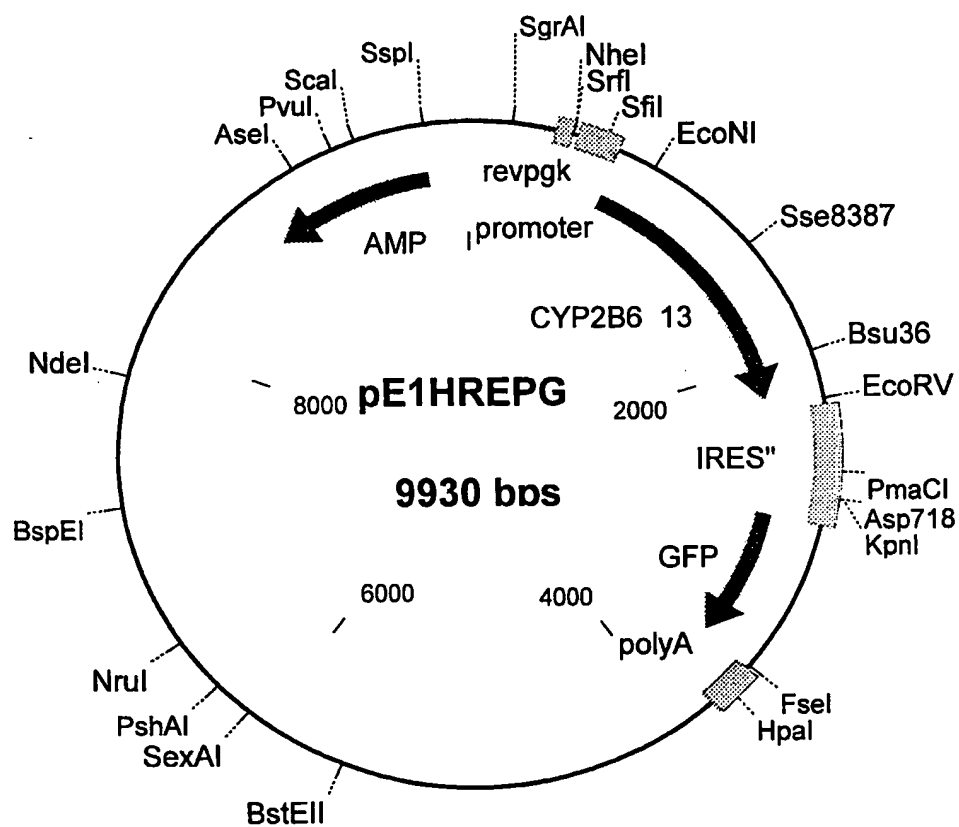 SgrAI
SspI
NheI
SrfI
SfiI
ScaI
PvuI
AseI
EcoNI
revpgk
promoter
AMP
Sse8387
CYP2B6 13
Bsu36
NdeI
EcoRV
8000
pE1HREPG
2000
IRES"
9930 bps
PmaCI
Asp718
KpnI
BspEI
GFP
6000
4000
polyA
NruI
FseI
PshAI
HpaI
SexAI
BstEII